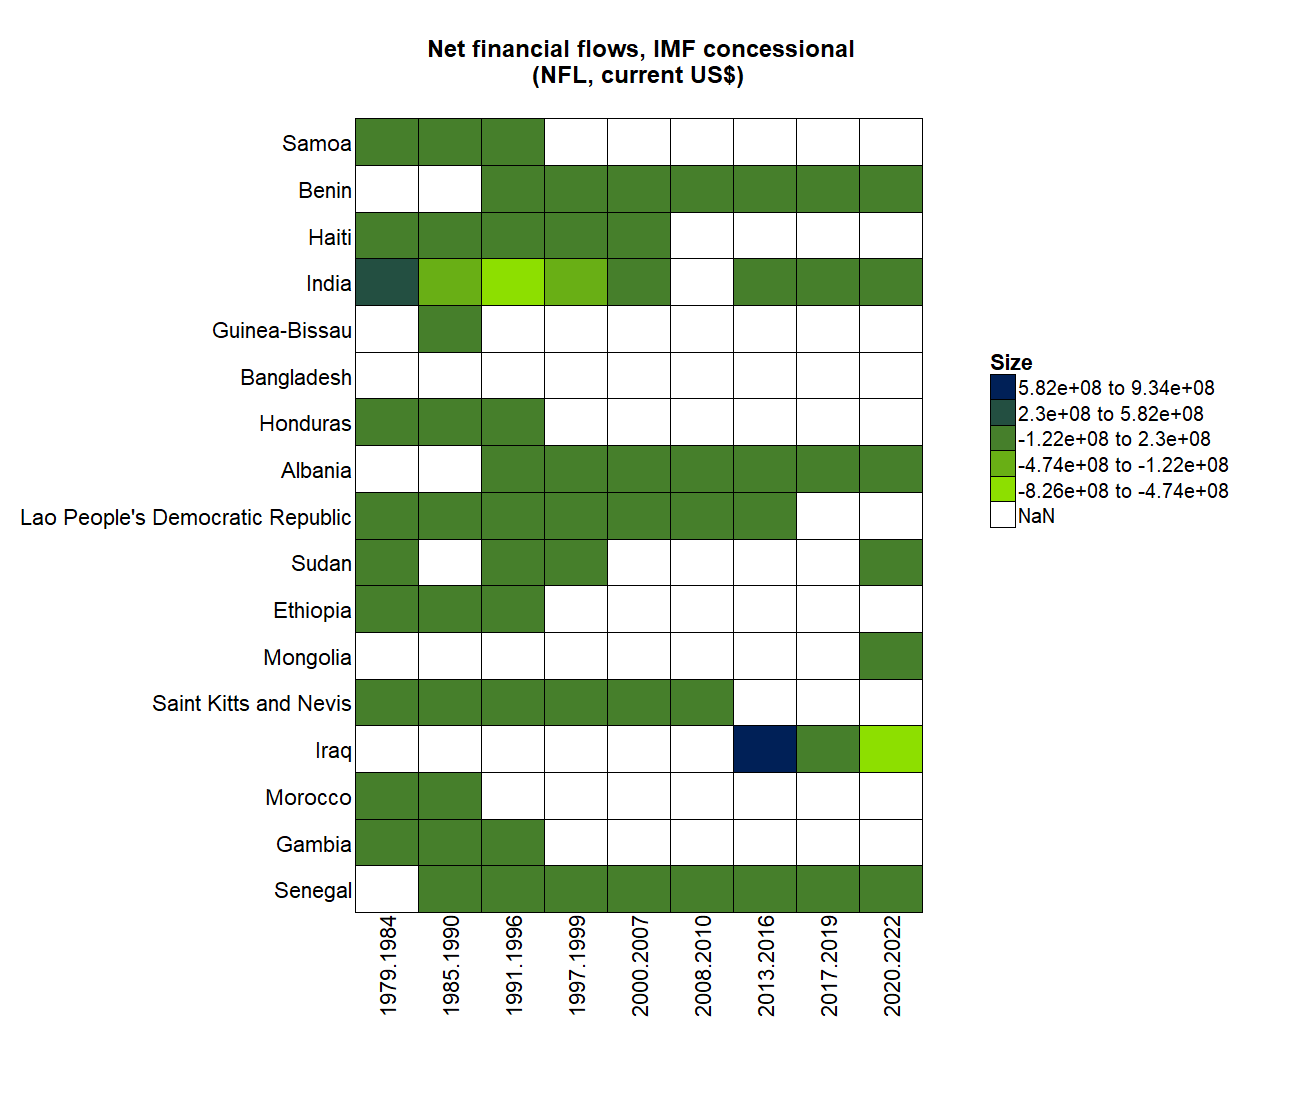 Net financial flows, IMF concessional
(NFL, current US$)
Samoa
Benin
Haiti
India
Guinea-Bissau
Bangladesh
Honduras
Albania
Lao People's Democratic Republic
Sudan
Ethiopia
Mongolia
Saint Kitts and Nevis
Iraq
Morocco
Gambia
Senegal
1979.1984
1985.1990
1991.1996
1997.1999
2000.2007
2008.2010
2013.2016
2017.2019
2020.2022
Size
5.82e+08 to 9.34e+08
2.3e+08 to 5.82e+08
-1.22e+08 to 2.3e+08
-4.74e+08 to -1.22e+08
-8.26e+08 to -4.74e+08
NaN